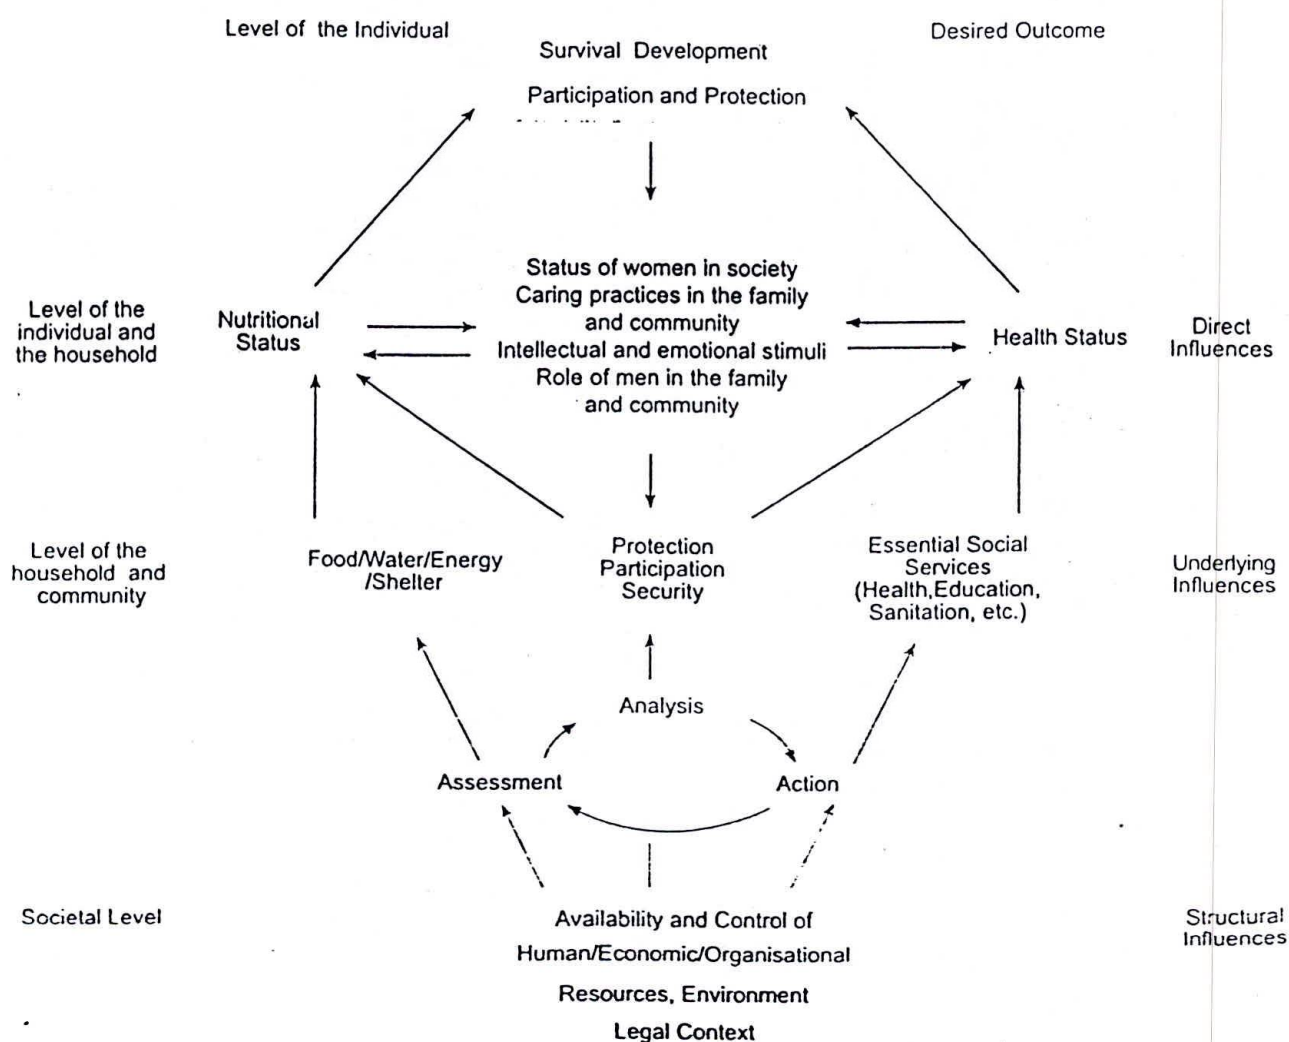 Level of the Individual
Desired Outcome
Survival Development
Participation and Protection
Status of women in society
Caring practices in the family
and community
Intellectual and emotional stimuli
Role of men in the family
and community
Level of the
individual and
the household
Nutritional
Status
Health Status
Direct
Influences
Level of the
household and
community
Food/Water/Energy
/Shelter
Protection
Participation
Security
Essential Social
Services
(Health,Education,
Sanitation, etc.)
Underlying
Influences
Analysis
Assessment
Action
Societal Level
Availability and Control of
Human/Economic/Organisational
Resources, Environment
Legal Context
Structural
Influences